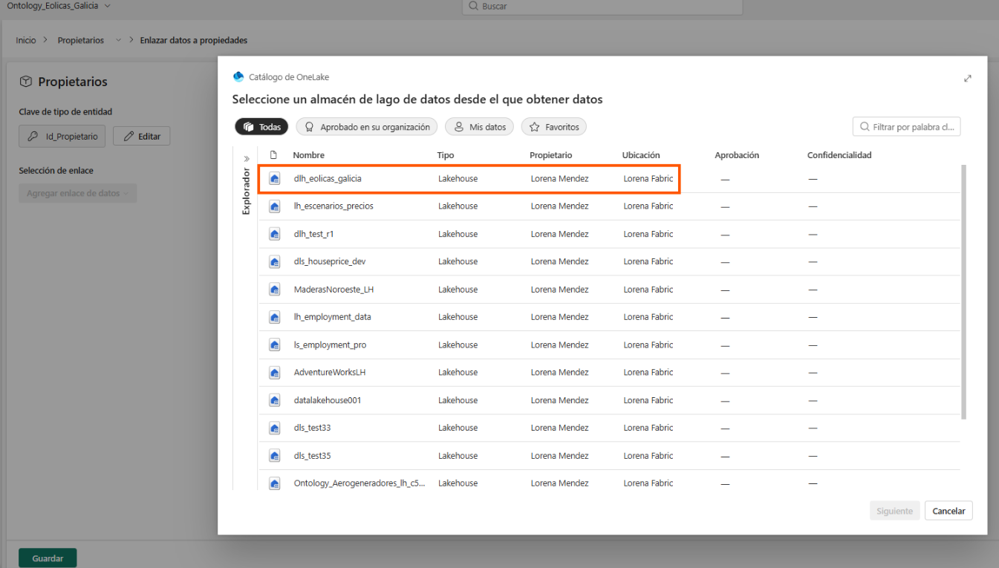 Ontology_Eolicas_Galicia
Buscar
Inicio > Propietarios > Enlazar datos a propiedades
Propietarios
Clave de tipo de entidad
Id_Propietario Editar
Selección de enlace
Agregar enlace de datos
Guardar
Catálogo de OneLake
Seleccione un almacén de lago de datos desde el que obtener datos
Todas Aprobado en su organización Mis datos Favoritos Filtrar por palabra cl...
Explorador
Nombre Tipo Propietario Ubicación Aprobación Confidencialidad
dlh_eolicas_galicia Lakehouse Lorena Mendez Lorena Fabric — —
lh_escenarios_precios Lakehouse Lorena Mendez Lorena Fabric — —
dlh_test_r1 Lakehouse Lorena Mendez Lorena Fabric — —
dls_houseprice_dev Lakehouse Lorena Mendez Lorena Fabric — —
MaderasNoroeste_LH Lakehouse Lorena Mendez Lorena Fabric — —
lh_employment_data Lakehouse Lorena Mendez Lorena Fabric — —
ls_employment_pro Lakehouse Lorena Mendez Lorena Fabric — —
AdventureWorksLH Lakehouse Lorena Mendez Lorena Fabric — —
datalakehouse001 Lakehouse Lorena Mendez Lorena Fabric — —
dls_test33 Lakehouse Lorena Mendez Lorena Fabric — —
dls_test35 Lakehouse Lorena Mendez Lorena Fabric — —
Ontology_Aerogeneradores_lh_c5... Lakehouse Lorena Mendez Lorena Fabric — —
Siguiente Cancelar